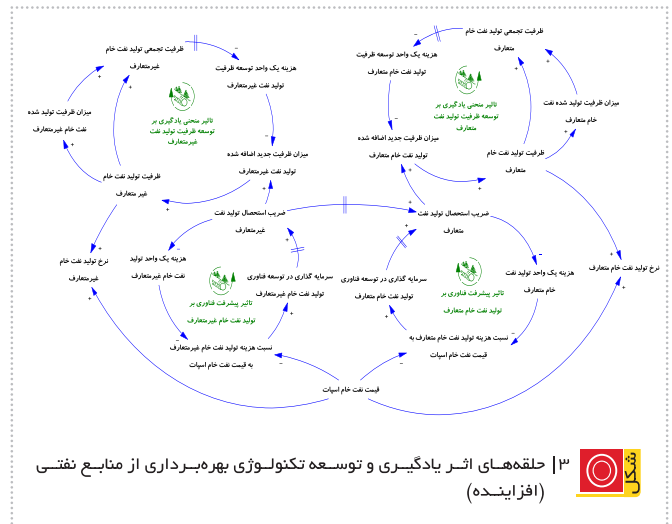 ظرفیت تجمعی تولید نفت خام
متعارف
هزینه یک واحد توسعه ظرفیت
تولید نفت خام متعارف
تاثیر منحنی یادگیری بر
توسعه ظرفیت تولید نفت
متعارف
میزان ظرفیت تولید شده نفت
خام متعارف
میزان ظرفیت جدید اضافه شده
تولید نفت خام متعارف
ظرفیت تولید نفت خام
متعارف
ظرفیت تجمعی تولید نفت خام
غیرمتعارف
هزینه یک واحد توسعه ظرفیت
تولید نفت غیرمتعارف
تاثیر منحنی یادگیری بر
توسعه ظرفیت تولید نفت
غیرمتعارف
میزان ظرفیت تولید شده
نفت خام غیرمتعارف
میزان ظرفیت جدید اضافه شده
تولید نفت غیرمتعارف
ظرفیت تولید نفت خام
غیر متعارف
ضریب استحصال تولید نفت
متعارف
ضریب استحصال تولید نفت
غیرمتعارف
نرخ تولید نفت خام متعارف
هزینه یک واحد تولید نفت
خام متعارف
تاثیر پیشرفت فناوری بر
تولید نفت خام متعارف
سرمایه گذاری در توسعه فناوری
تولید نفت خام متعارف
سرمایه گذاری در توسعه فناوری
تولید نفت خام غیرمتعارف
تاثیر پیشرفت فناوری بر
تولید نفت خام غیرمتعارف
هزینه یک واحد تولید
نفت خام غیرمتعارف
نرخ تولید نفت خام
غیرمتعارف
نسبت هزینه تولید نفت خام متعارف به
قیمت نفت خام اسپات
نسبت هزینه تولید نفت خام غیرمتعارف
به قیمت نفت خام اسپات
قیمت نفت خام اسپات
شکل
۳| حلقه‌های اثر یادگیری و توسعه تکنولوژی بهره‌برداری از منابع نفتی
(افزاینده)